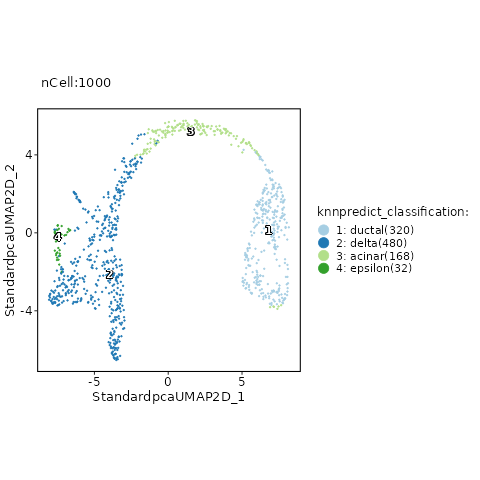 nCell:1000
StandardpcaUMAP2D_2
4
0
-4
3
1
4
2
-5
0
5
StandardpcaUMAP2D_1
knnpredict_classification:
1: ductal(320)
2: delta(480)
3: acinar(168)
4: epsilon(32)